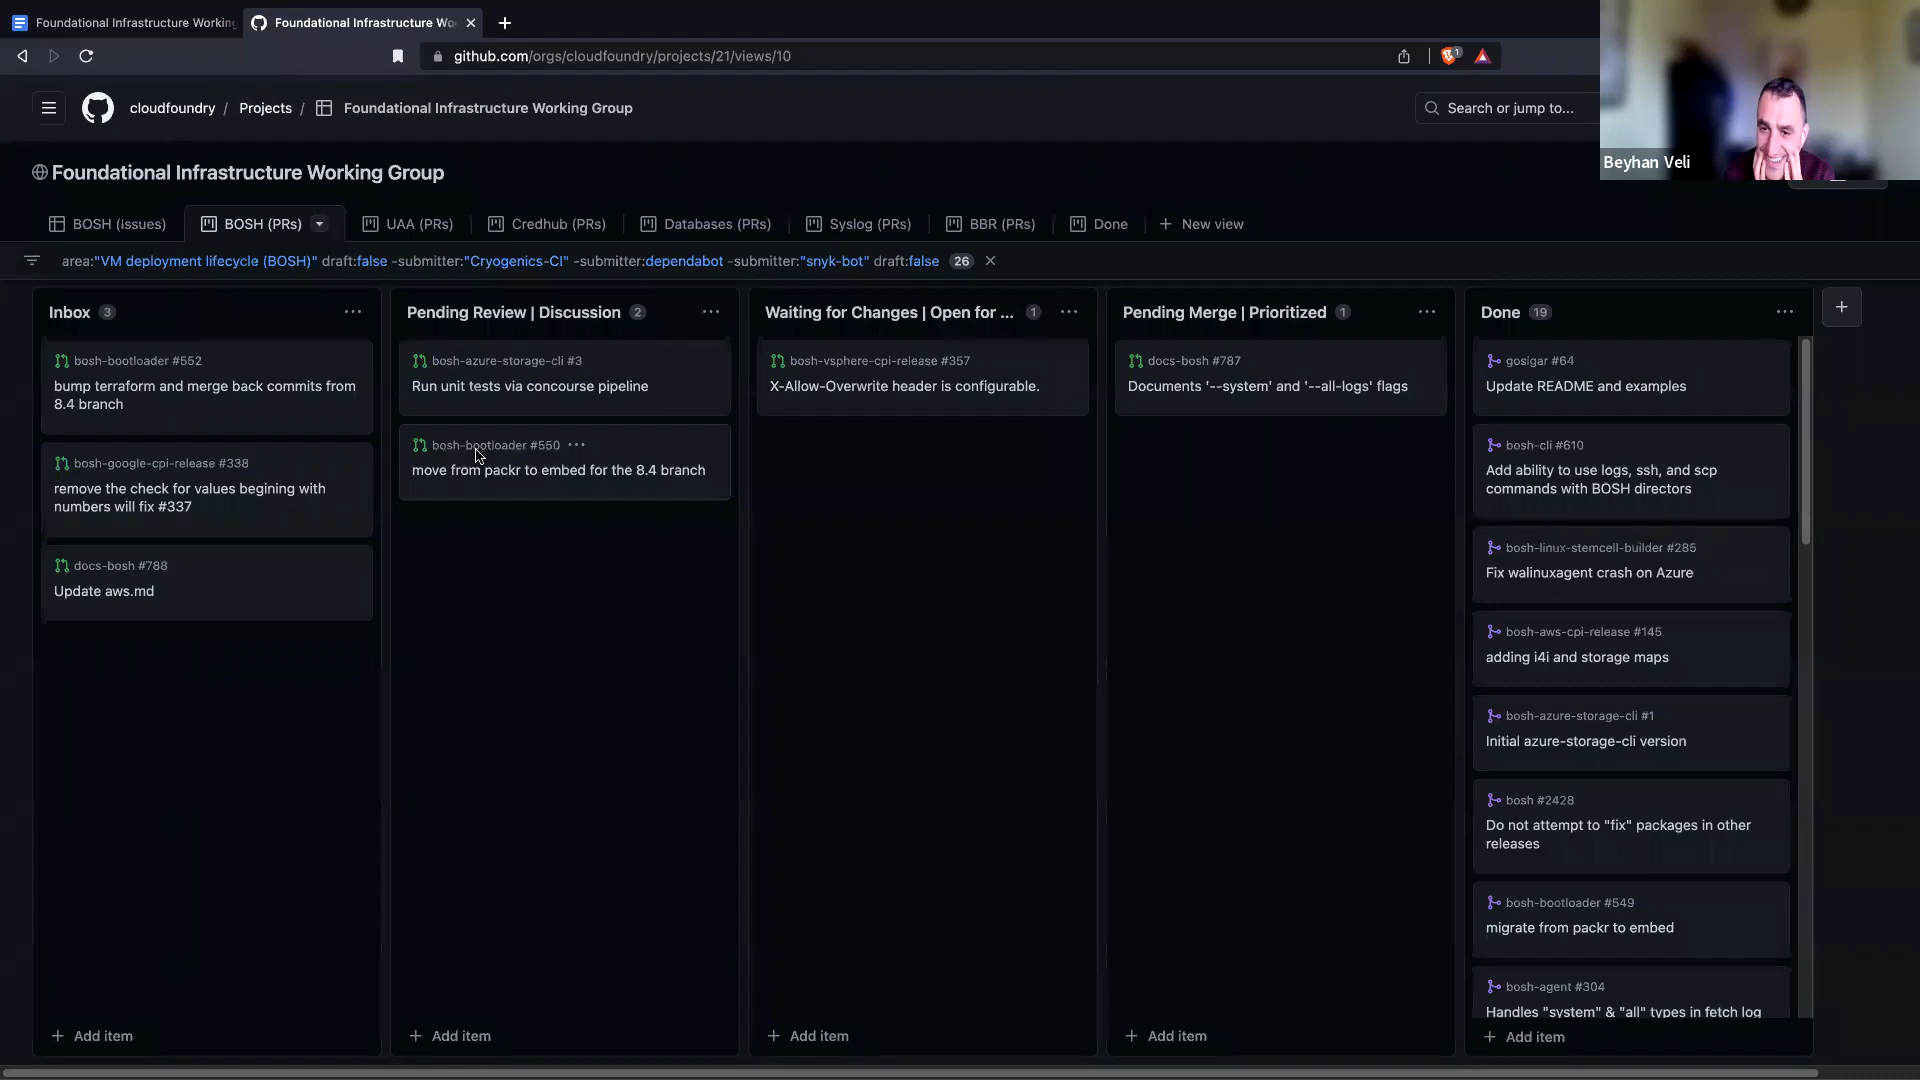 Foundational Infrastructure Working
Foundational Infrastructure Wo
github.com/orgs/cloudfoundry/projects/21/views/10
1
cloudfoundry / Projects / Foundational Infrastructure Working Group
Search or jump to...
Beyhan Veli
Foundational Infrastructure Working Group
BOSH (Issues)
BOSH (PRs)
UAA (PRs)
Credhub (PRs)
Databases (PRs)
Syslog (PRs)
BBR (PRs)
Done
New view
area:"VM deployment lifecycle (BOSH)" draft:false -submitter:"Cryogenics-CI" -submitter:dependabot -submitter:"snyk-bot" draft:false 26
Inbox 3
bosh-bootloader #552
bump terraform and merge back commits from
8.4 branch
bosh-google-cpi-release #338
remove the check for values begining with
numbers will fix #337
docs-bosh #788
Update aws.md
Add item
Pending Review | Discussion 2
bosh-azure-storage-cli #3
Run unit tests via concourse pipeline
bosh-bootloader #550
move from packr to embed for the 8.4 branch
Add item
Waiting for Changes | Open for ... 1
bosh-vsphere-cpi-release #357
X-Allow-Overwrite header is configurable.
Add item
Pending Merge | Prioritized 1
docs-bosh #787
Documents '--system' and '--all-logs' flags
Add item
Done 19
gosigar #64
Update README and examples
bosh-cli #610
Add ability to use logs, ssh, and scp
commands with BOSH directors
bosh-linux-stemcell-builder #285
Fix walinuxagent crash on Azure
bosh-aws-cpi-release #145
adding i4i and storage maps
bosh-azure-storage-cli #1
Initial azure-storage-cli version
bosh #2428
Do not attempt to "fix" packages in other
releases
bosh-bootloader #549
migrate from packr to embed
bosh-agent #304
Handles "system" & "all" types in fetch log
Add item